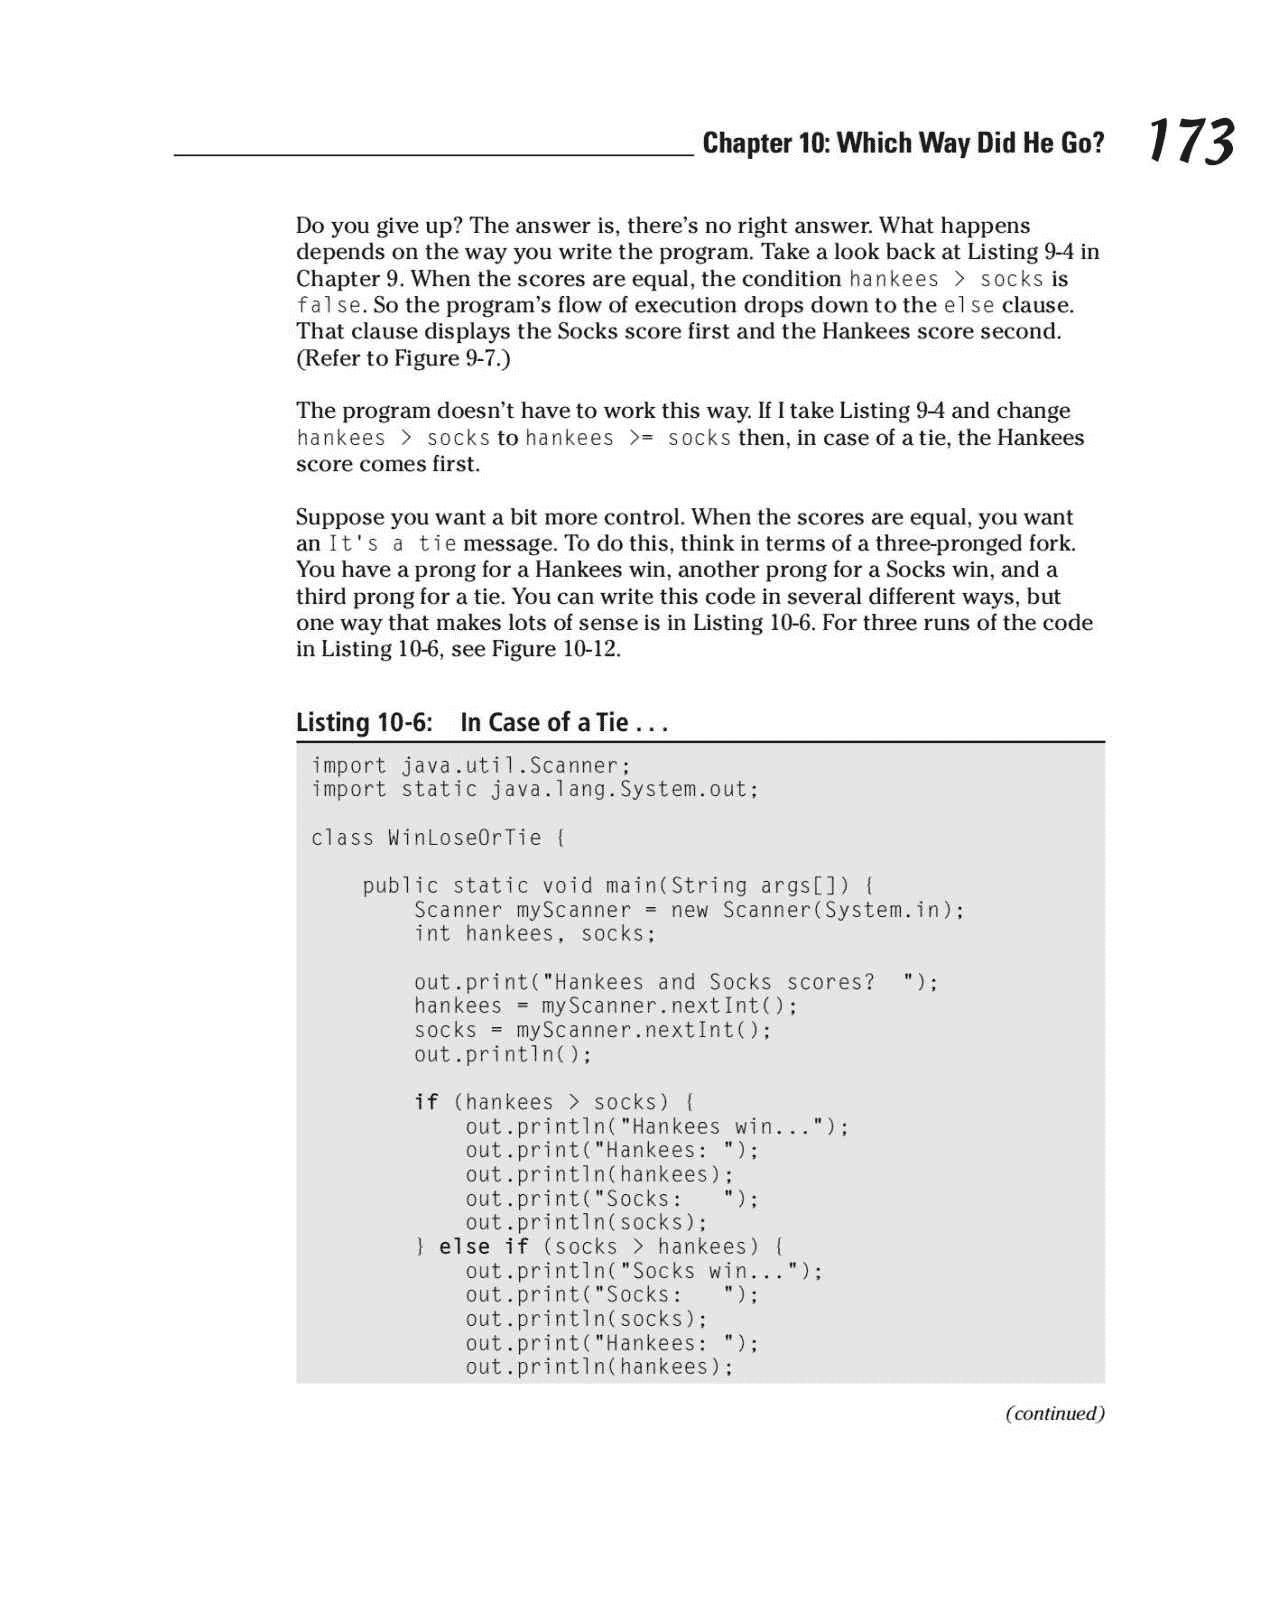 Chapter 10: Which Way Did He Go? 173
Do you give up? The answer is, there's no right answer. What happens
depends on the way you write the program. Take a look back at Listing 9-4 in
Chapter 9. When the scores are equal, the condition hankees > socks is
false. So the program's flow of execution drops down to the else clause.
That clause displays the Socks score first and the Hankees score second.
(Refer to Figure 9-7.)
The program doesn't have to work this way. If I take Listing 9-4 and change
hankees > socks to hankees >= socks then, in case of a tie, the Hankees
score comes first.
Suppose you want a bit more control. When the scores are equal, you want
an It's a tie message. To do this, think in terms of a three-pronged fork.
You have a prong for a Hankees win, another prong for a Socks win, and a
third prong for a tie. You can write this code in several different ways, but
one way that makes lots of sense is in Listing 10-6. For three runs of the code
in Listing 10-6, see Figure 10-12.
Listing 10-6: In Case of a Tie . . .
import java.util.Scanner;
import static java.lang.System.out;
class WinLoseOrTie {
    public static void main(String args[]) {
        Scanner myScanner = new Scanner(System.in);
        int hankees, socks;
        out.print("Hankees and Socks scores?  ");
        hankees = myScanner.nextInt();
        socks = myScanner.nextInt();
        out.println();
        if (hankees > socks) {
            out.println("Hankees win...");
            out.print("Hankees: ");
            out.println(hankees);
            out.print("Socks:   ");
            out.println(socks);
        } else if (socks > hankees) {
            out.println("Socks win...");
            out.print("Socks:   ");
            out.println(socks);
            out.print("Hankees: ");
            out.println(hankees);
(continued)